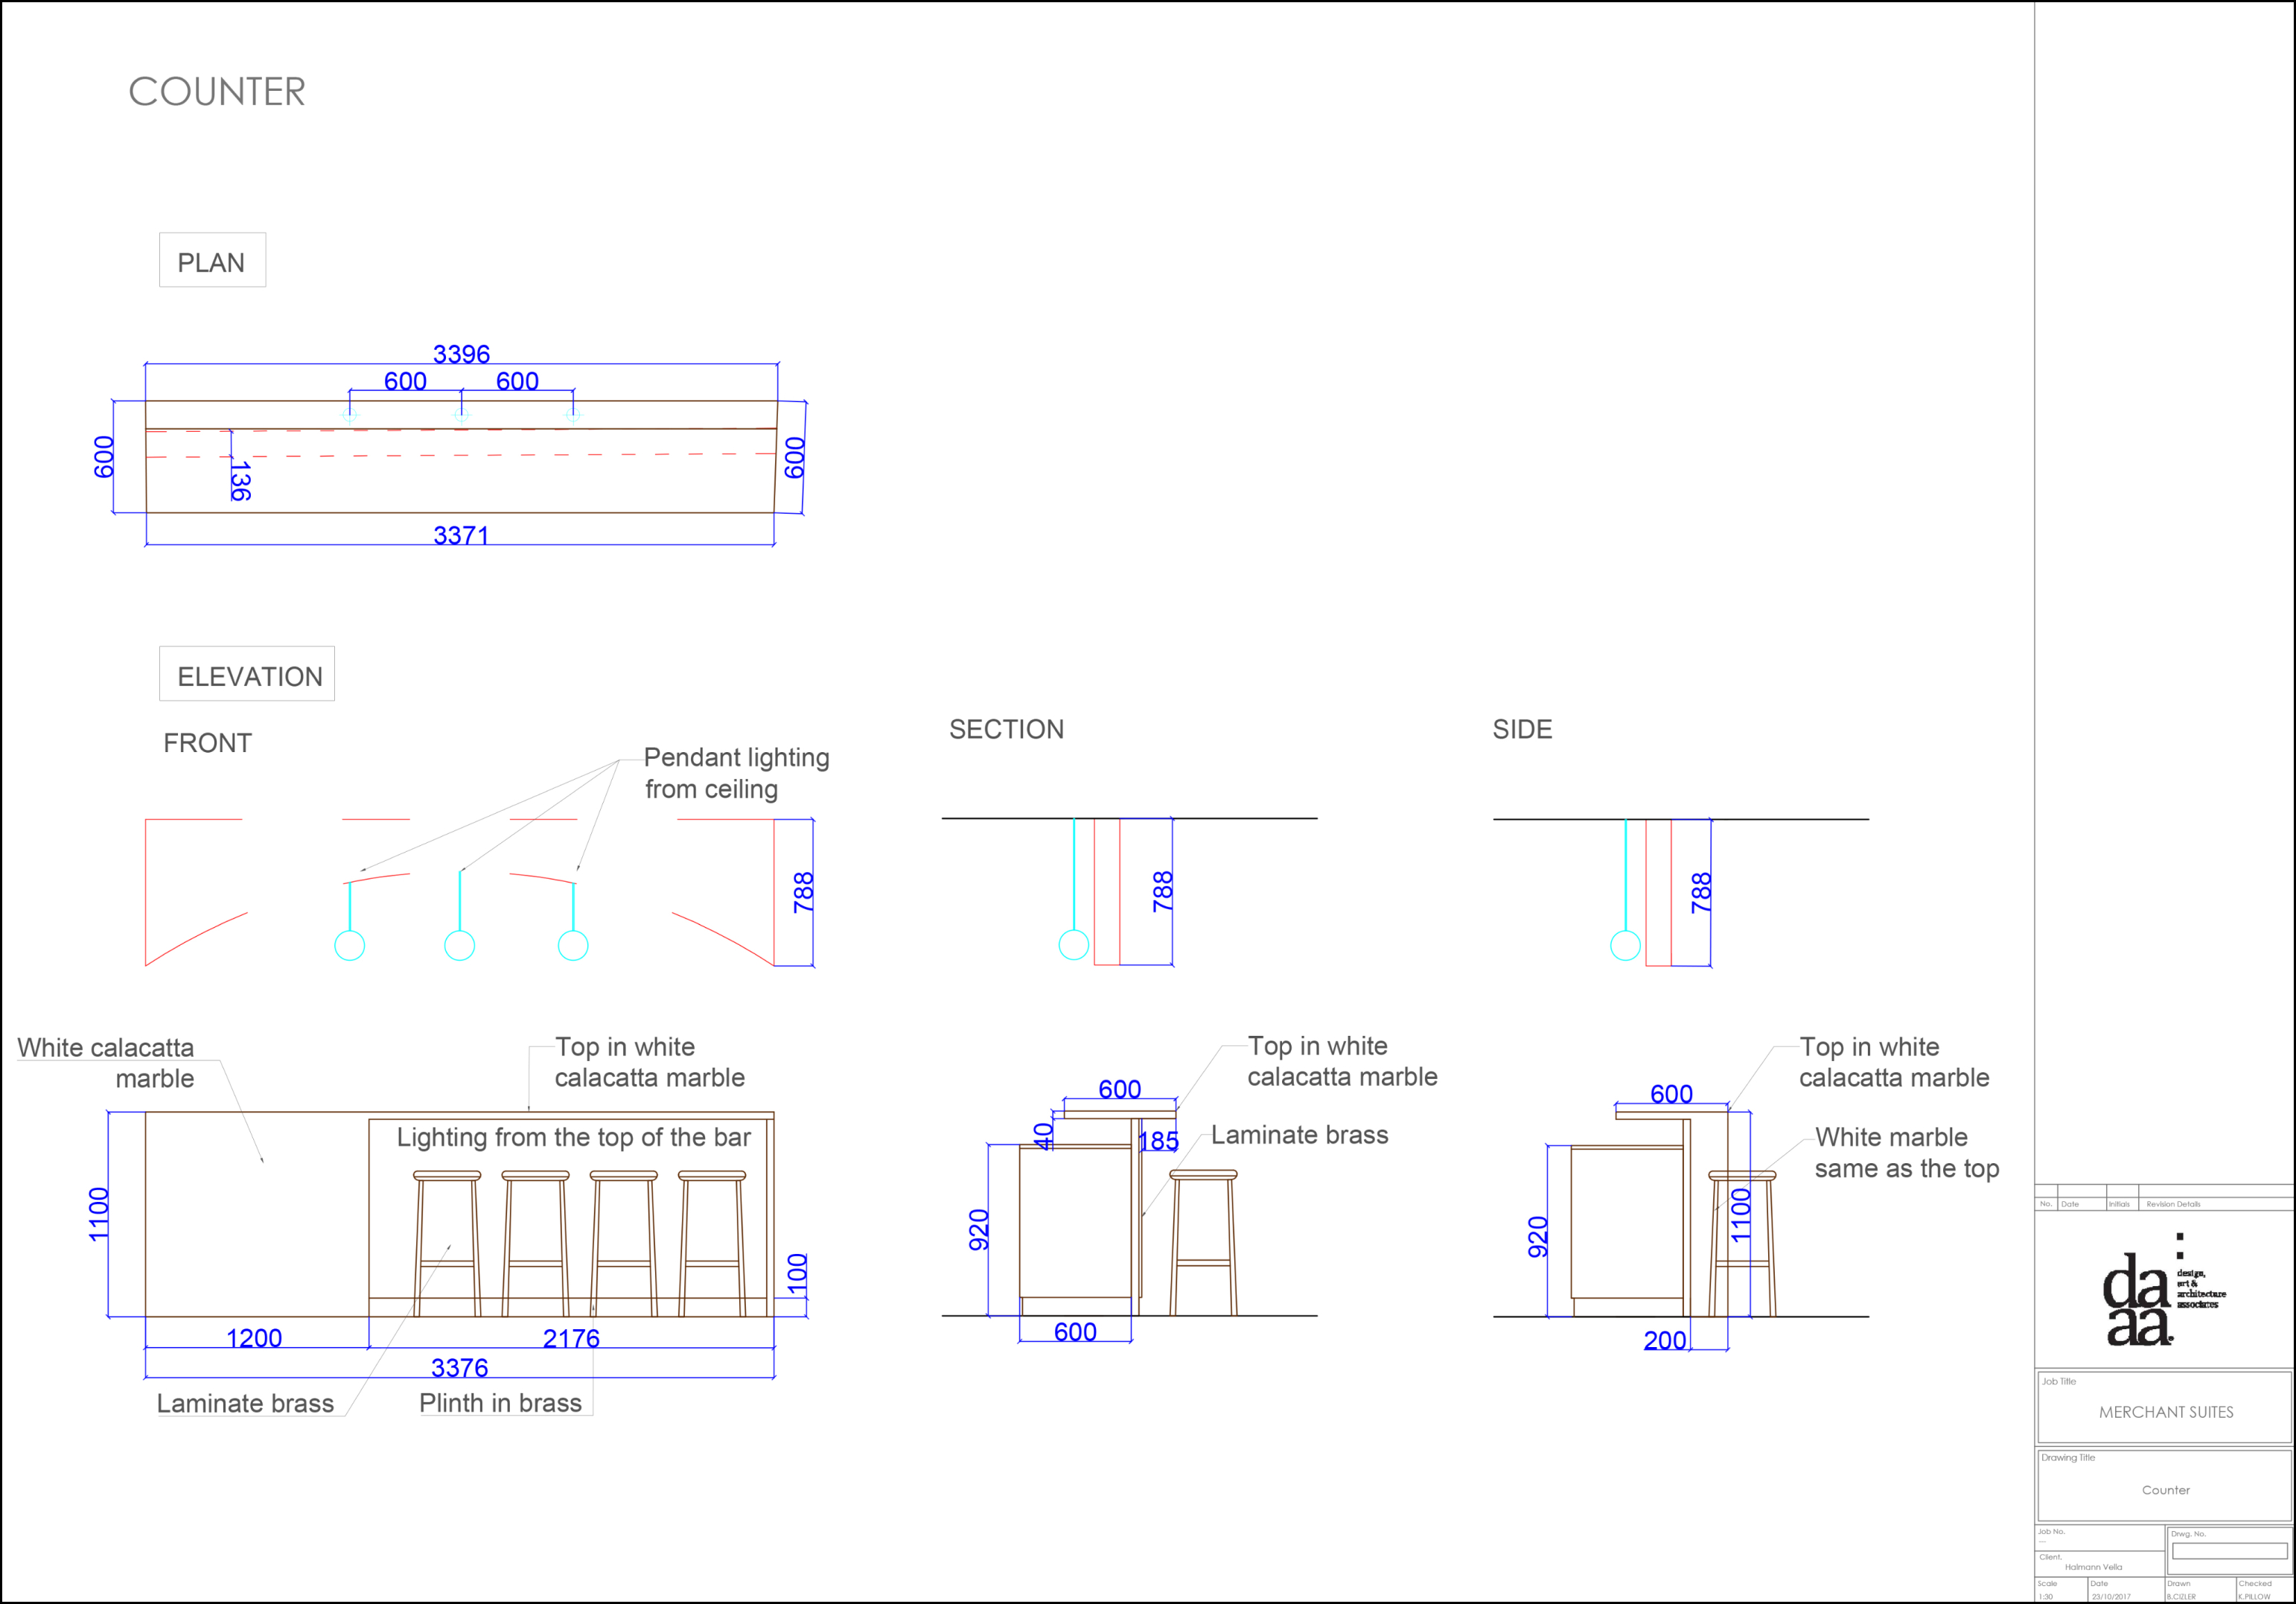 COUNTER
PLAN
3396
600 600
600
136
600
3371
ELEVATION
FRONT
Pendant lighting
from ceiling
788
SECTION
788
SIDE
788
White calacatta
marble
Top in white
calacatta marble
Lighting from the top of the bar
1100
100
1200
2176
3376
Laminate brass
Plinth in brass
Top in white
calacatta marble
600
40
185
Laminate brass
920
600
Top in white
calacatta marble
600
White marble
same as the top
1100
920
200
No. Date Initials Revision Details
da
aa.
design,
art &
architecture
associates
Job Title
MERCHANT SUITES
Drawing Title
Counter
Job No.
---
Drwg. No.
Client.
Halmann Vella
Scale Date Drawn Checked
1:30 23/10/2017 B.CIZLER K.PILLOW